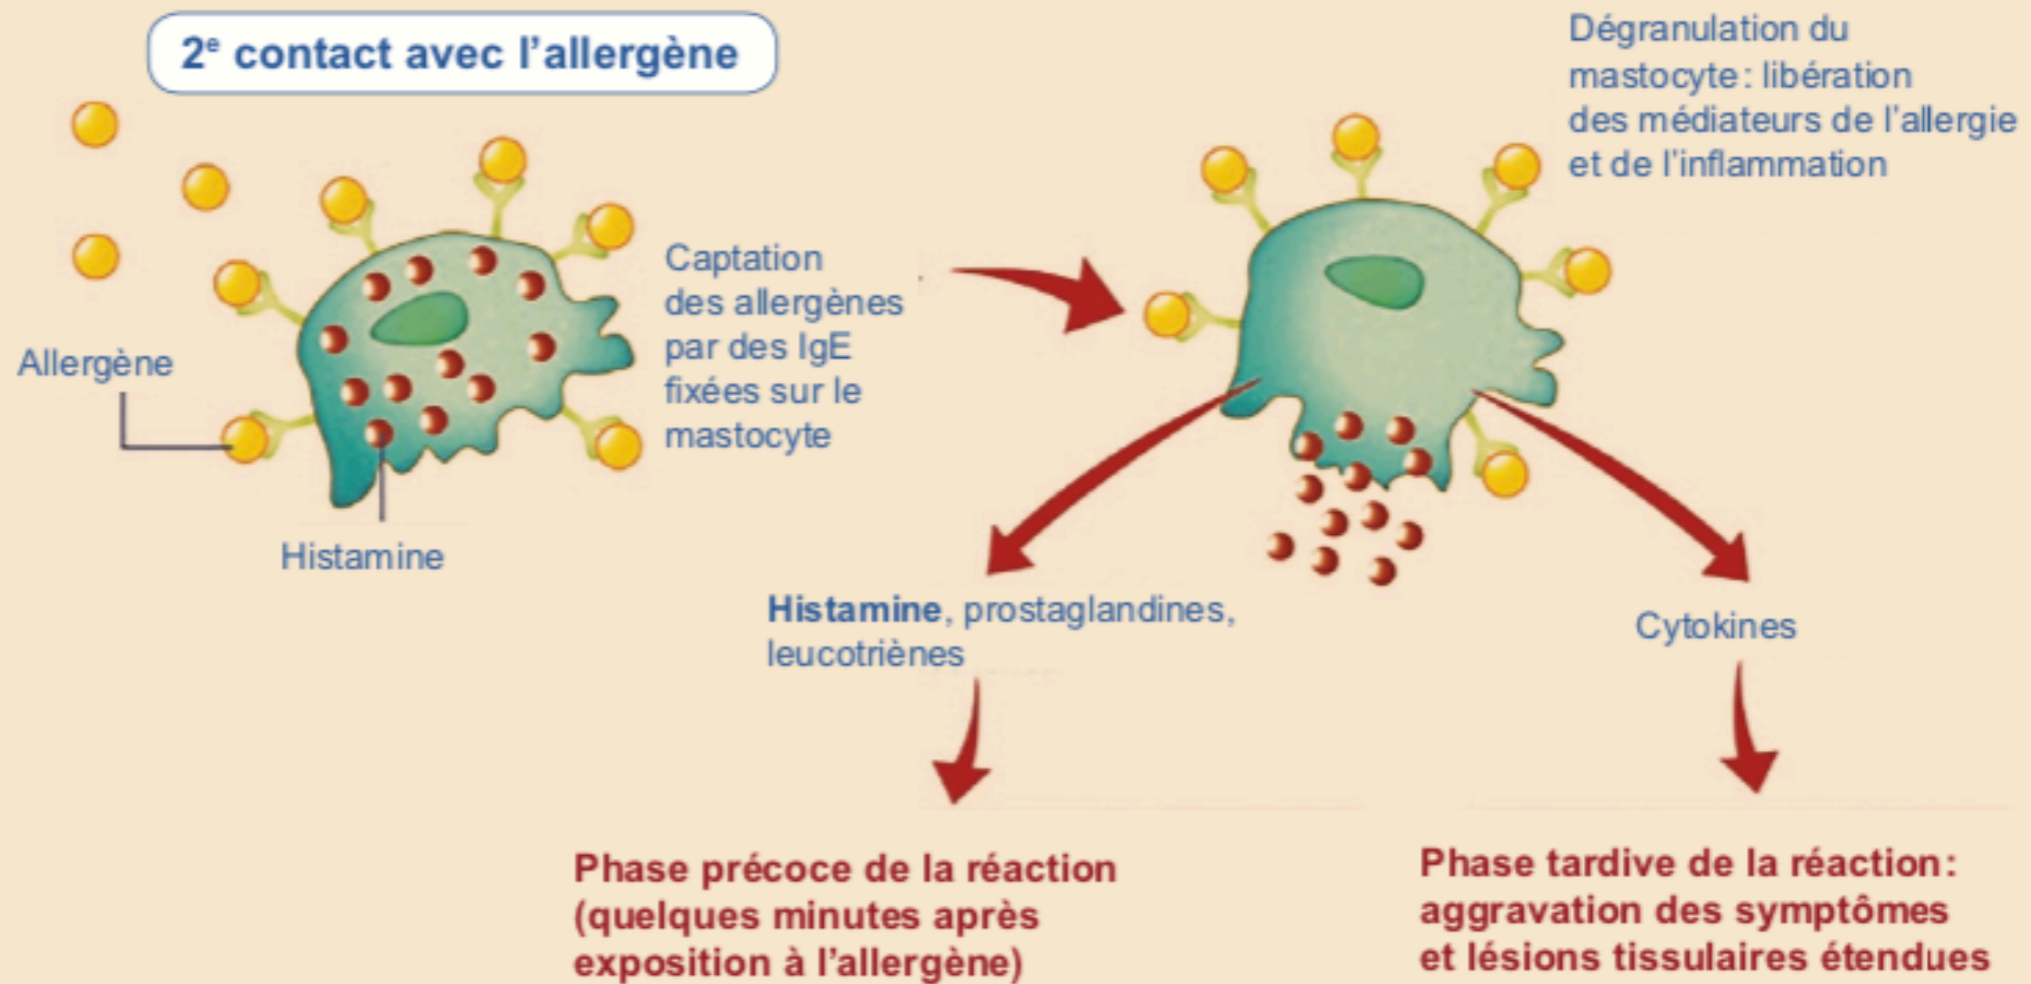 2e contact avec l'allergène
Dégranulation du
mastocyte : libération
des médiateurs de l'allergie
et de l'inflammation
Captation
des allergènes
par des IgE
fixées sur le
mastocyte
Allergène
Histamine
Histamine, prostaglandines,
leucotriènes
Cytokines
Phase précoce de la réaction
(quelques minutes après
exposition à l'allergène)
Phase tardive de la réaction :
aggravation des symptômes
et lésions tissulaires étendues